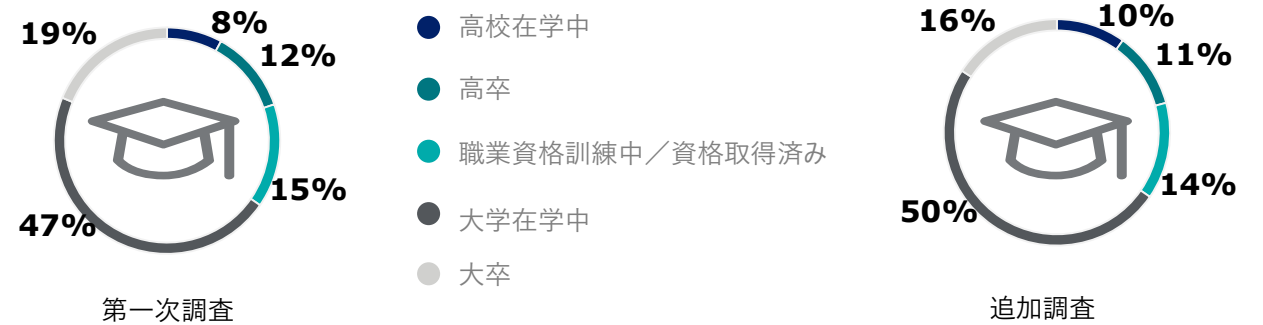 8%
12%
15%
47%
19%
第一次調査
高校在学中
高卒
職業資格訓練中／資格取得済み
大学在学中
大卒
10%
11%
14%
50%
16%
追加調査